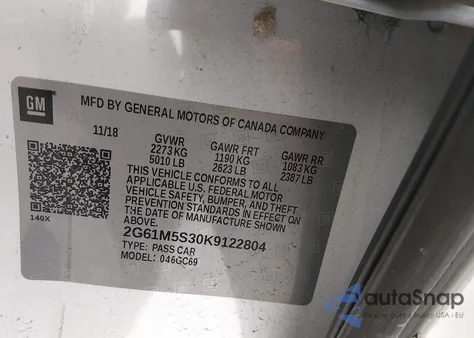 GM
MFD BY GENERAL MOTORS OF CANADA COMPANY
11/18 GVWR GAWR FRT GAWR RR
2273 KG 1190 KG 1083 KG
5010 LB 2623 LB 2387 LB
THIS VEHICLE CONFORMS TO ALL
APPLICABLE U.S. FEDERAL MOTOR
VEHICLE SAFETY, BUMPER, AND THEFT
PREVENTION STANDARDS IN EFFECT ON
THE DATE OF MANUFACTURE SHOWN
ABOVE.
140X
2G61M5S30K9122804
TYPE: PASS CAR
MODEL: 046GC69
autaSnap
USA • EU